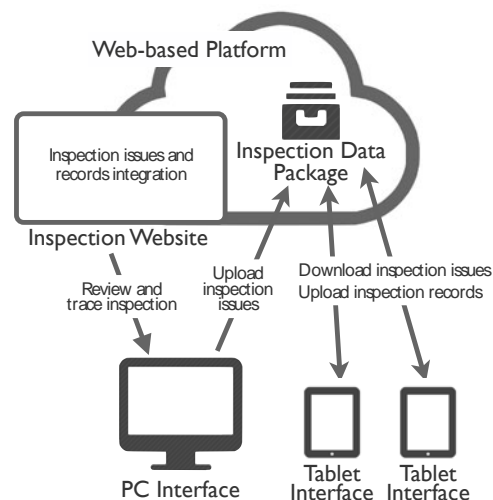 Web-based Platform
Inspection issues and
records integration
Inspection Data
Package
Inspection Website
Review and
trace inspection
Upload
inspection
issues
Download inspection issues
Upload inspection records
PC Interface
Tablet
Interface
Tablet
Interface